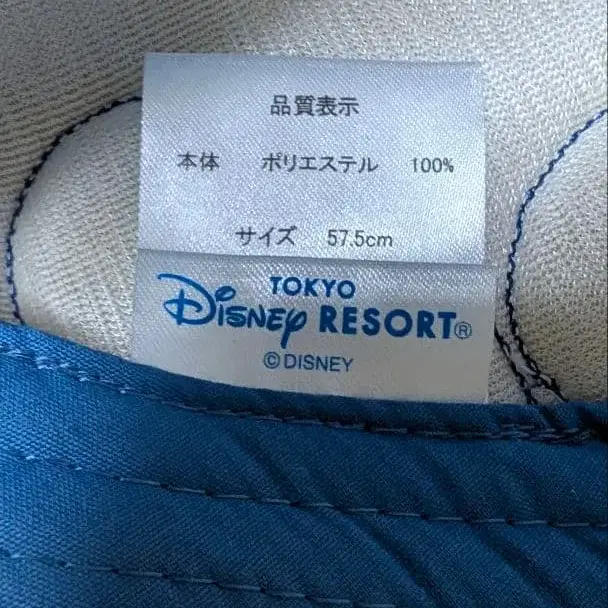 品質表示
本体 ポリエステル 100%
サイズ 57.5cm
TOKYO
Disney RESORT®
©DISNEY